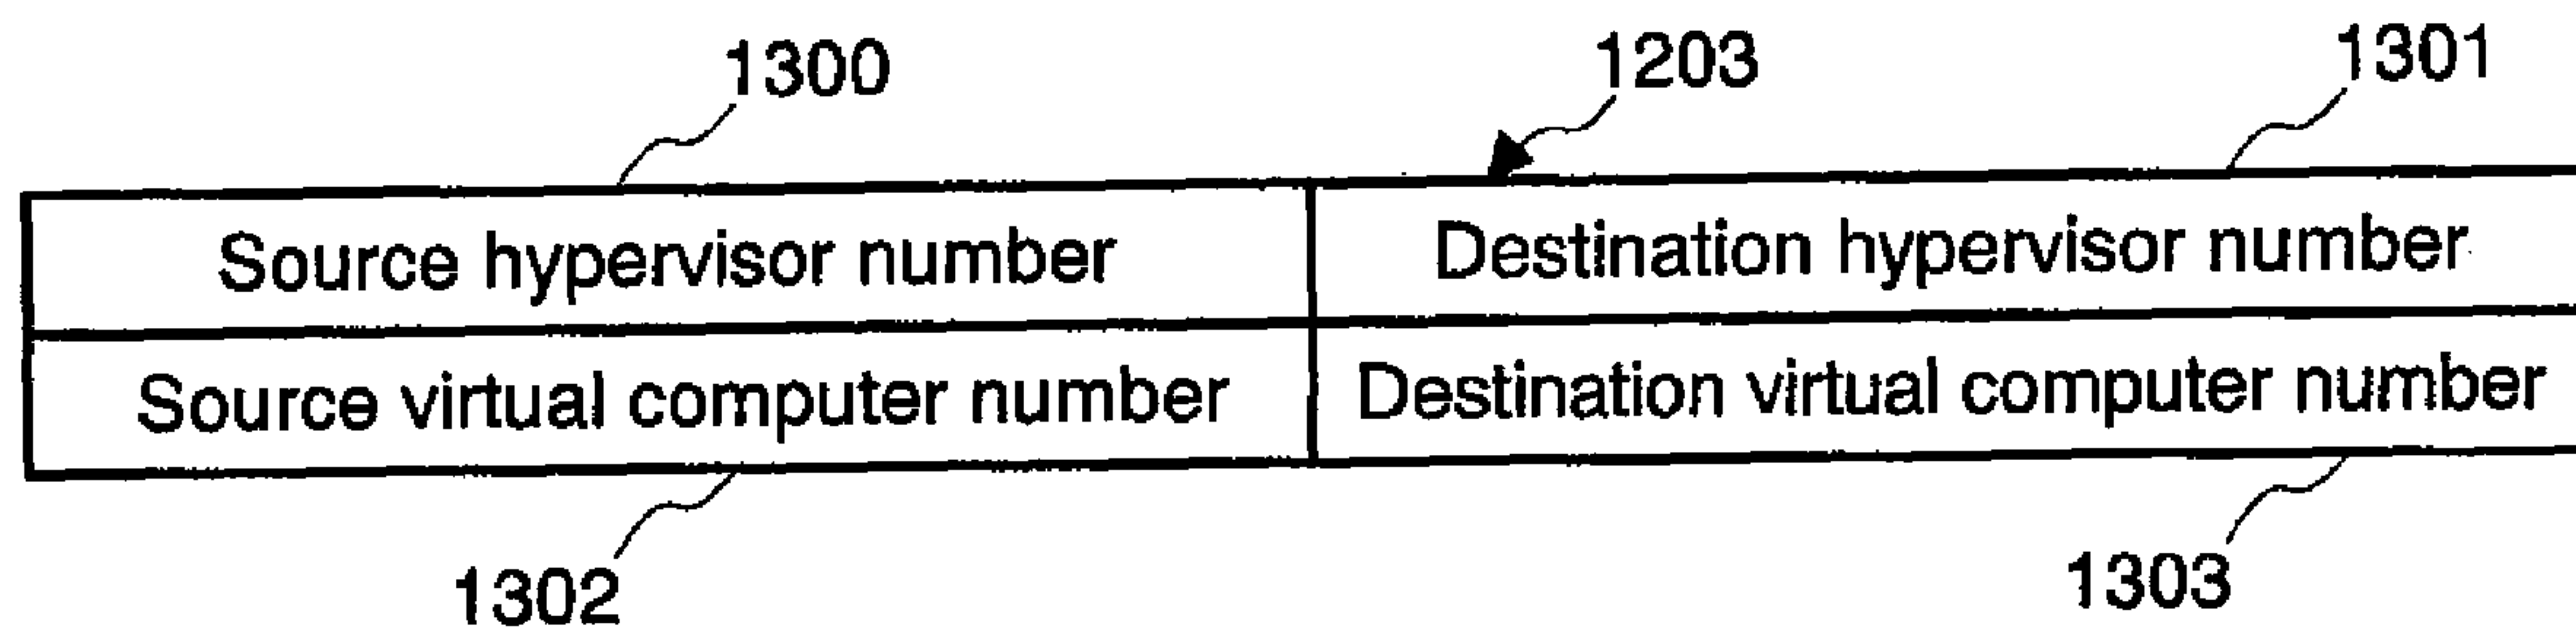 1300 1203 1301
Source hypervisor number Destination hypervisor number
Source virtual computer number Destination virtual computer number
1302 1303